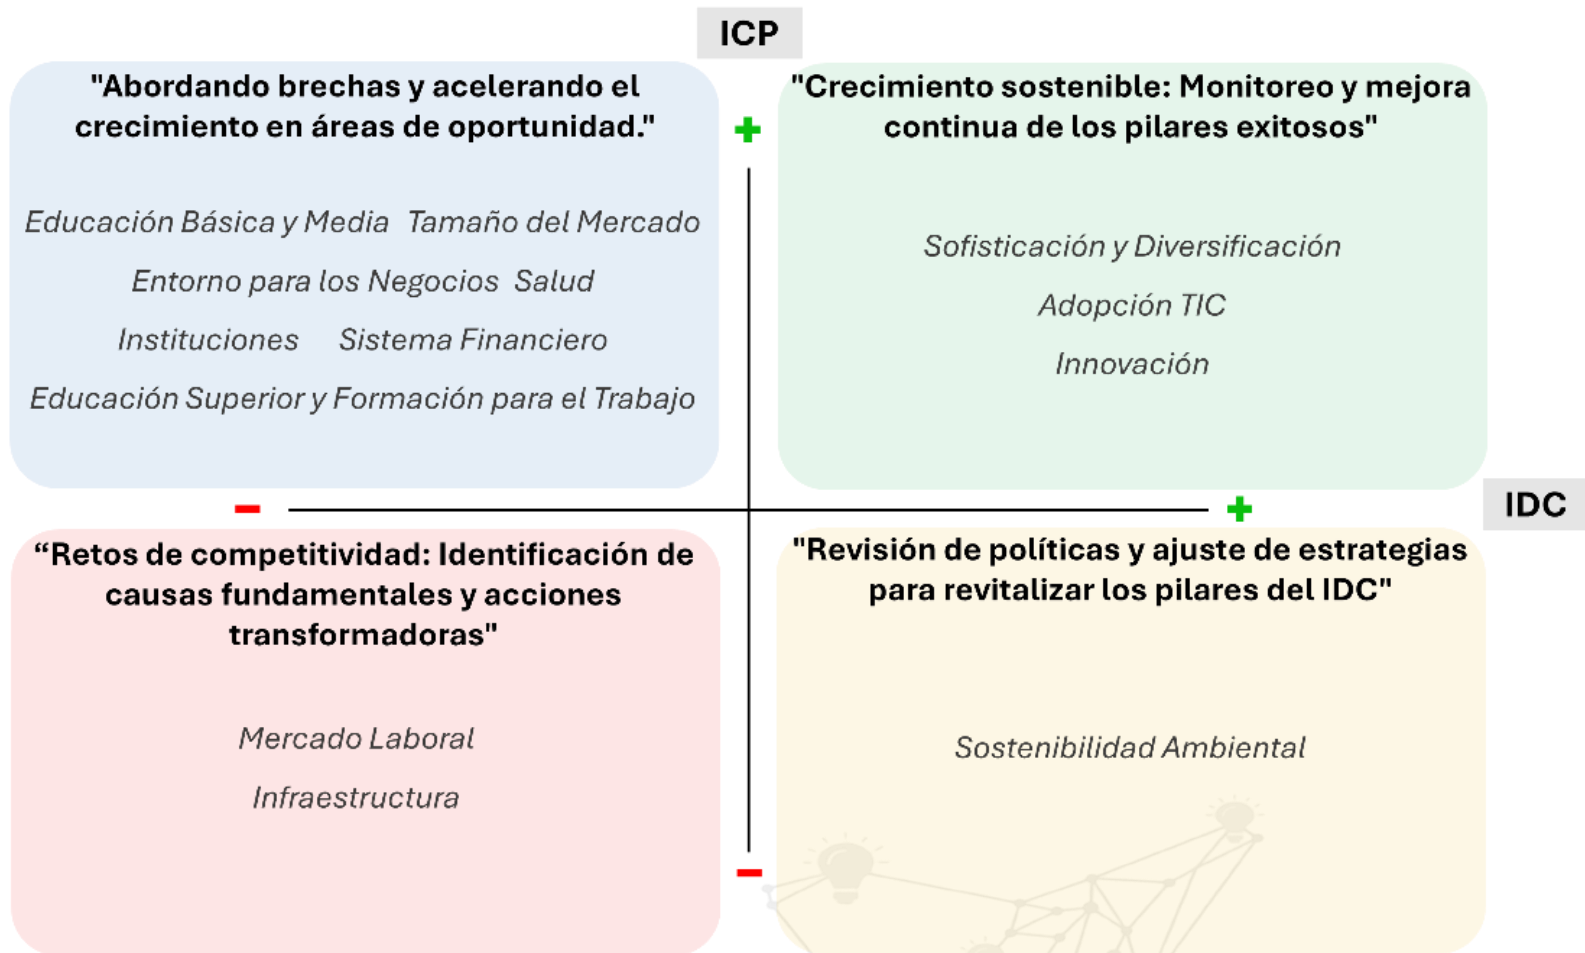 ICP
"Abordando brechas y acelerando el
crecimiento en áreas de oportunidad."
Educación Básica y Media Tamaño del Mercado
Entorno para los Negocios Salud
Instituciones Sistema Financiero
Educación Superior y Formación para el Trabajo
"Crecimiento sostenible: Monitoreo y mejora
continua de los pilares exitosos"
Sofisticación y Diversificación
Adopción TIC
Innovación
+
-
+
IDC
“Retos de competitividad: Identificación de
causas fundamentales y acciones
transformadoras"
Mercado Laboral
Infraestructura
"Revisión de políticas y ajuste de estrategias
para revitalizar los pilares del IDC"
Sostenibilidad Ambiental
-